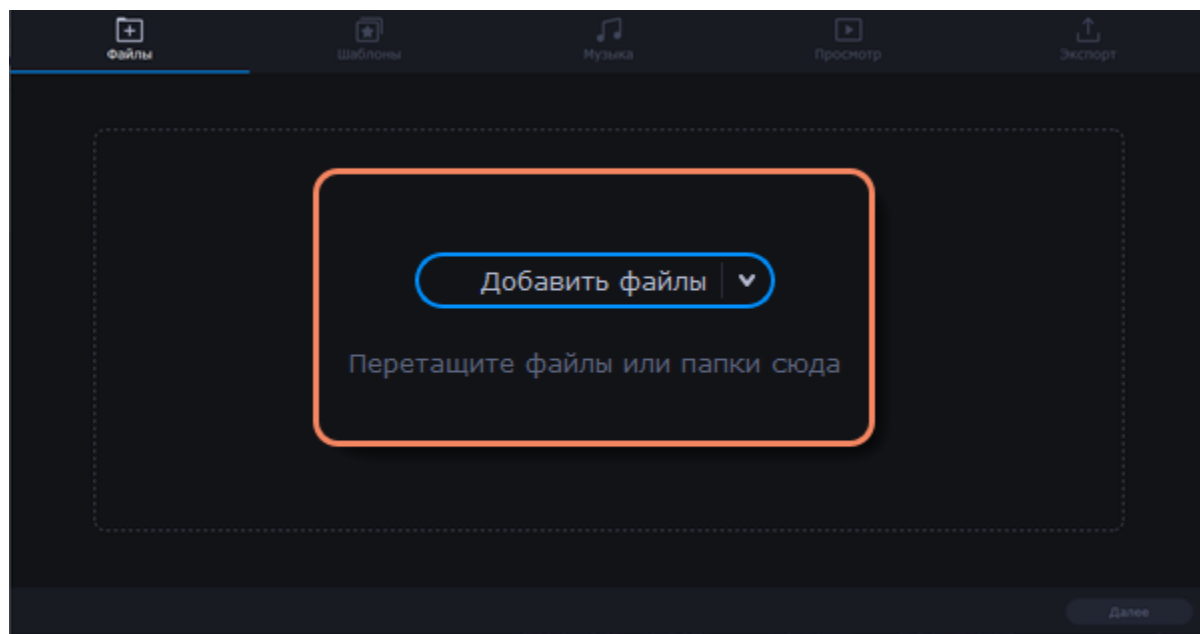 Файлы
Шаблоны
Музыка
Просмотр
Экспорт
Добавить файлы
Перетащите файлы или папки сюда
Далее